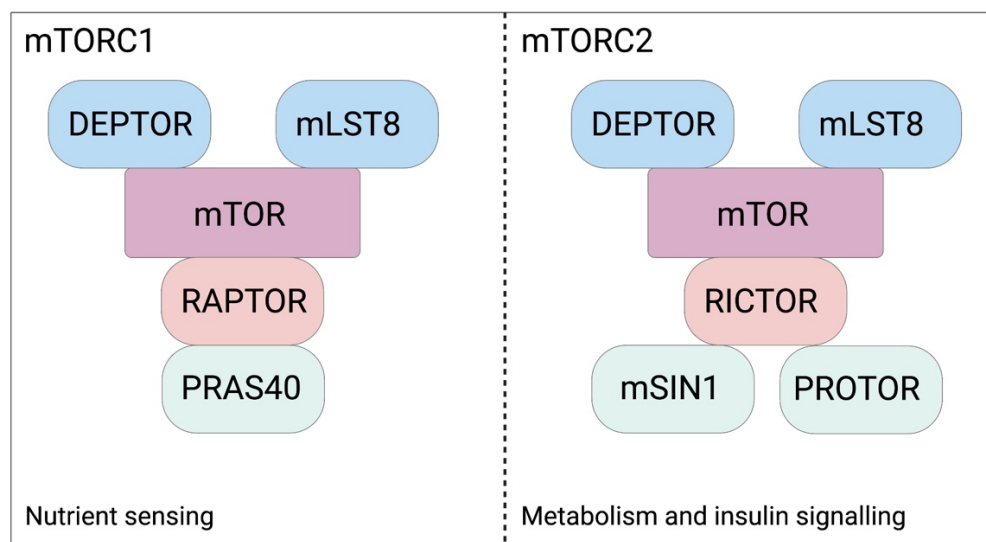 mTORC1
DEPTOR
mLST8
mTOR
RAPTOR
PRAS40
Nutrient sensing
mTORC2
DEPTOR
mLST8
mTOR
RICTOR
mSIN1
PROTOR
Metabolism and insulin signalling